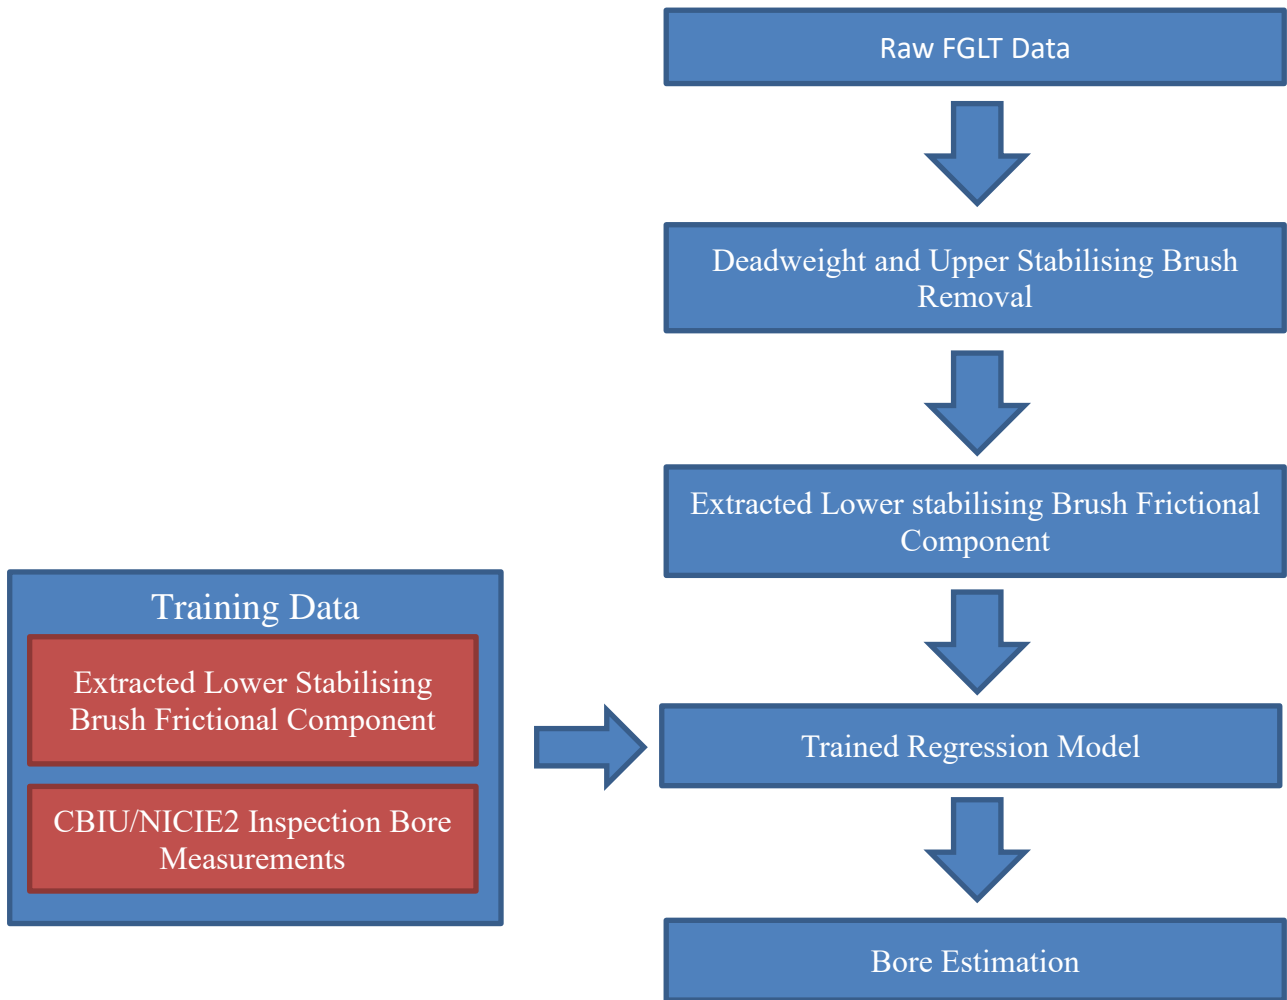 Raw FGLT Data
Deadweight and Upper Stabilising Brush
Removal
Extracted Lower stabilising Brush Frictional
Component
Training Data
Extracted Lower Stabilising
Brush Frictional Component
CBIU/NICIE2 Inspection Bore
Measurements
Trained Regression Model
Bore Estimation